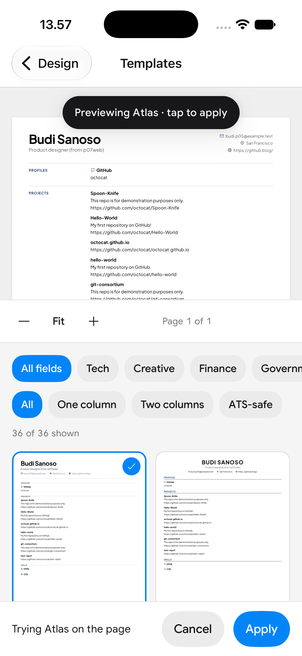 13.57
Design
Templates
Previewing Atlas · tap to apply
Budi Sanoso
Product designer (from p07web)
budi.p05@example.test
San Francisco
https://github.blog/
PROFILES
GitHub
octocat
PROJECTS
Spoon-Knife
This repo is for demonstration purposes only.
https://github.com/octocat/Spoon-Knife
Hello-World
My first repository on GitHub!
https://github.com/octocat/Hello-World
octocat.github.io
https://github.com/octocat/octocat.github.io
hello-world
My first repository on GitHub.
https://github.com/octocat/hello-world
git-consortium
This repo is for demonstration purposes only.
Fit
Page 1 of 1
All fields
Tech
Creative
Finance
Governm
All
One column
Two columns
ATS-safe
36 of 36 shown
Budi Sanoso
BUDI SANOSO
Trying Atlas on the page
Cancel
Apply